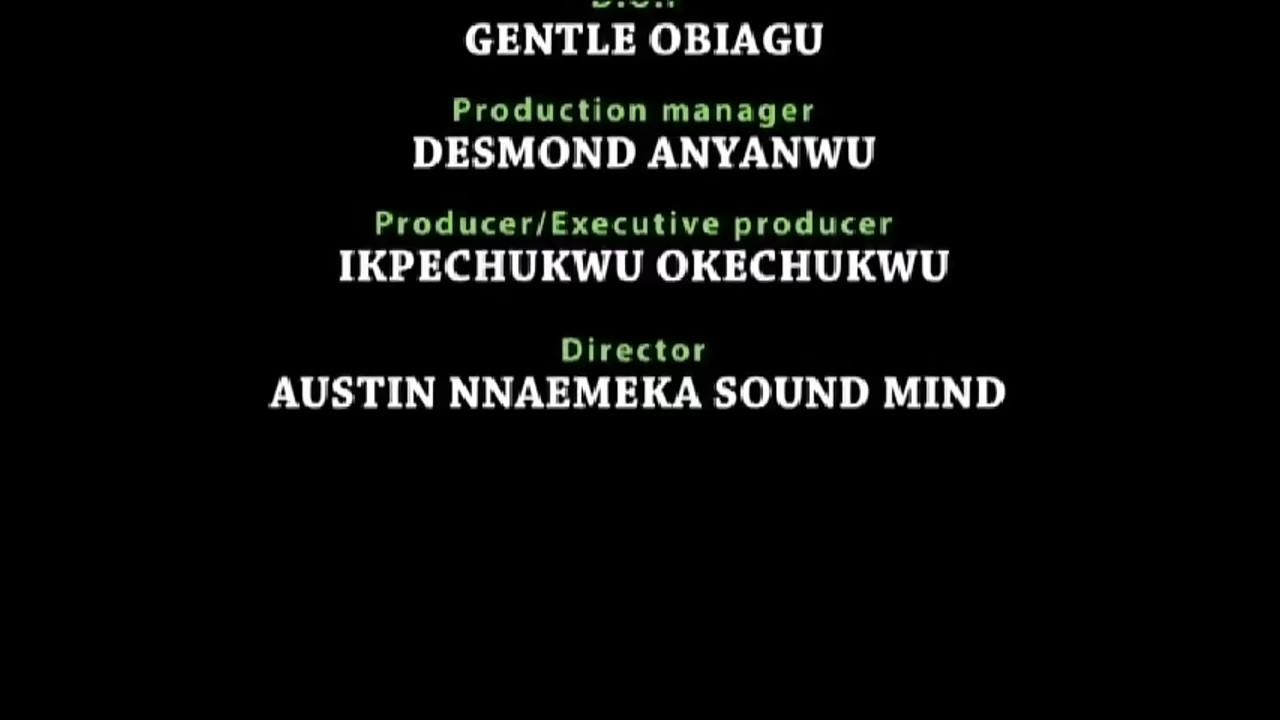 GENTLE OBIAGU
Production manager
DESMOND ANYANWU
Producer/Executive producer
IKPECHUKWU OKECHUKWU
Director
AUSTIN NNAEMEKA SOUND MIND